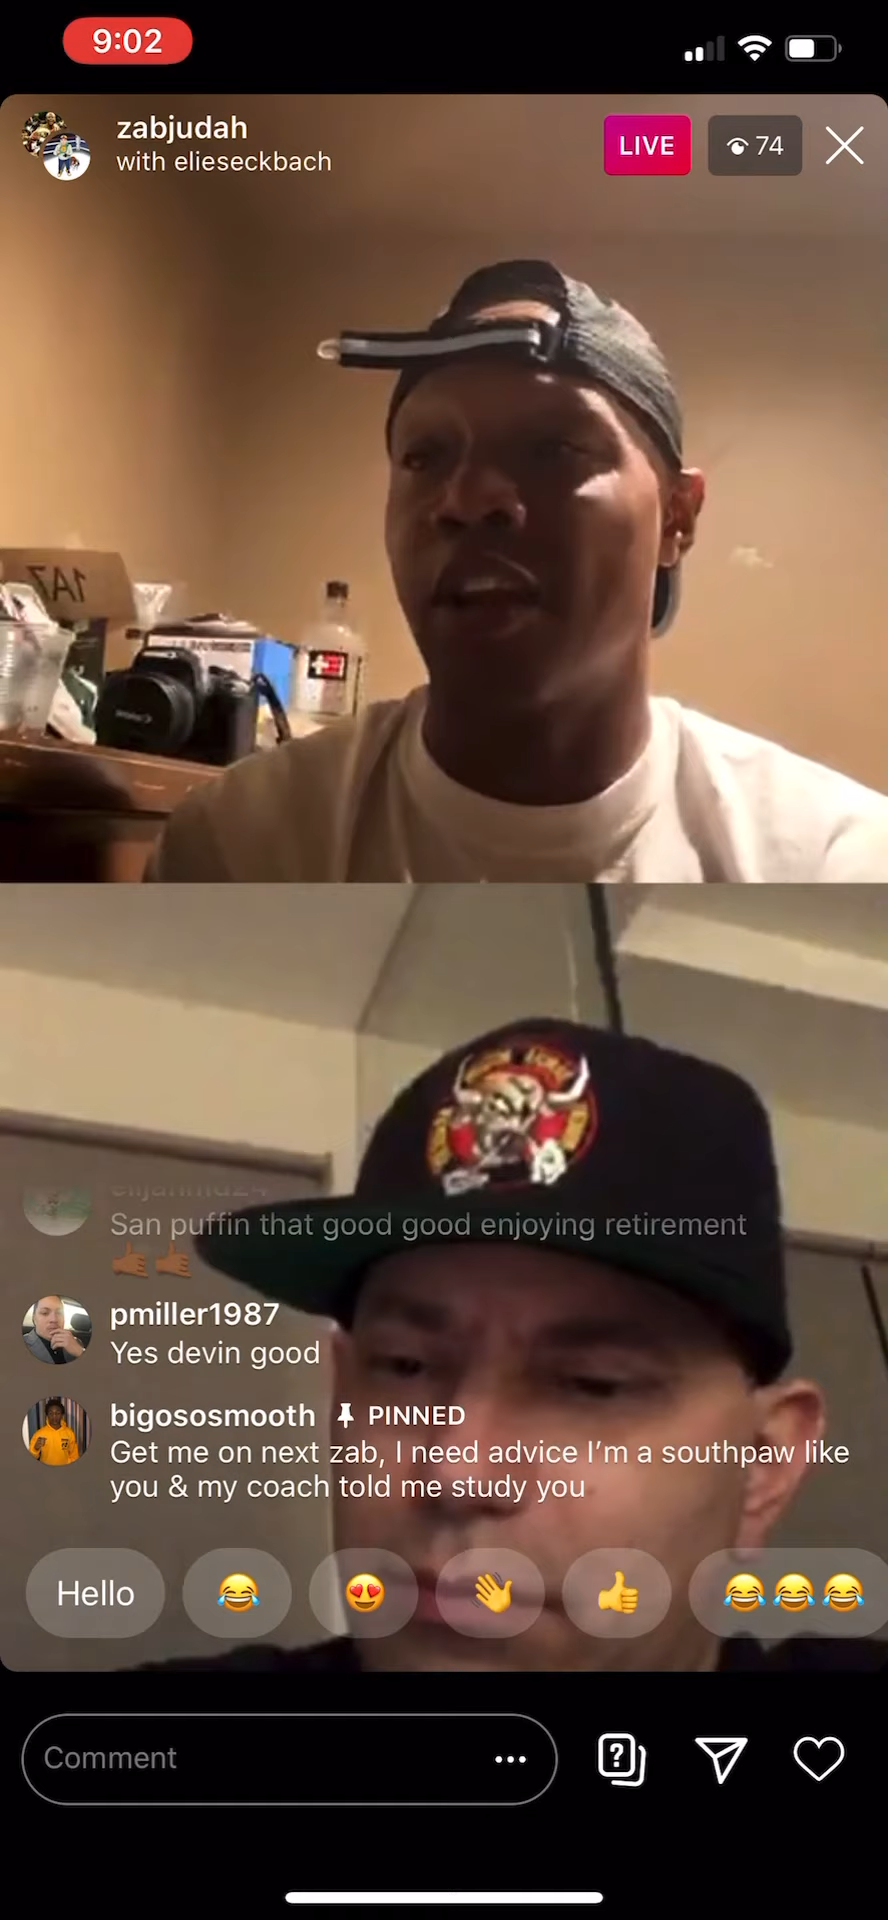 9:02
zabjudah
with elieseckbach
LIVE
74
San puffin that good good enjoying retirement
🤙🏾🤙🏾
pmiller1987
Yes devin good
bigososmooth PINNED
Get me on next zab, I need advice I'm a southpaw like
you & my coach told me study you
Hello 😂 😍 👋 👍 😂😂😂
Comment